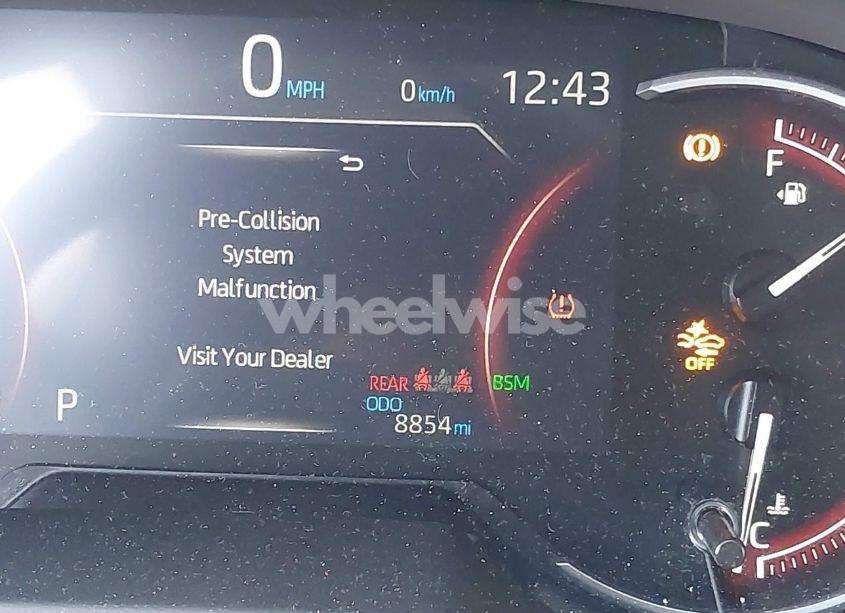 0 MPH 0 km/h 12:43
F
Pre-Collision
System
Malfunction
wheelwise
Visit Your Dealer
OFF
REAR BSM
ODO
P
8854 mi
C